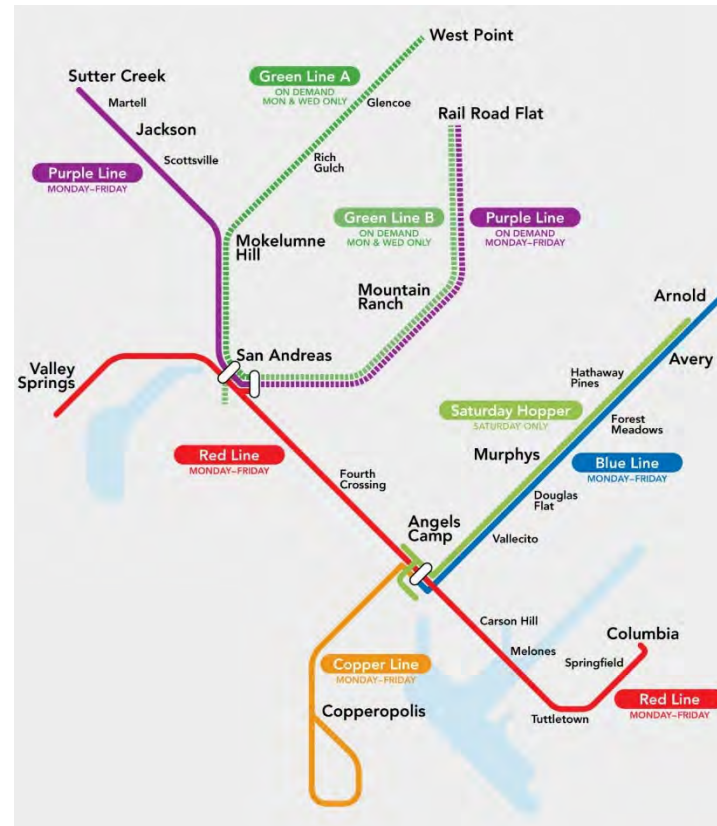 West Point
Sutter Creek
Green Line A
ON DEMAND
MON & WED ONLY
Martell
Glencoe
Rail Road Flat
Jackson
Scottsville
Rich
Gulch
Purple Line
MONDAY–FRIDAY
Green Line B
ON DEMAND
MON & WED ONLY
Purple Line
ON DEMAND
MONDAY–FRIDAY
Mokelumne
Hill
Mountain
Ranch
Arnold
San Andreas
Valley
Springs
Avery
Hathaway
Pines
Saturday Hopper
SATURDAY ONLY
Forest
Meadows
Red Line
MONDAY–FRIDAY
Murphys
Blue Line
MONDAY–FRIDAY
Fourth
Crossing
Douglas
Flat
Angels
Camp
Vallecito
Carson Hill
Columbia
Copper Line
MONDAY–FRIDAY
Melones
Springfield
Red Line
MONDAY–FRIDAY
Copperopolis
Tuttletown